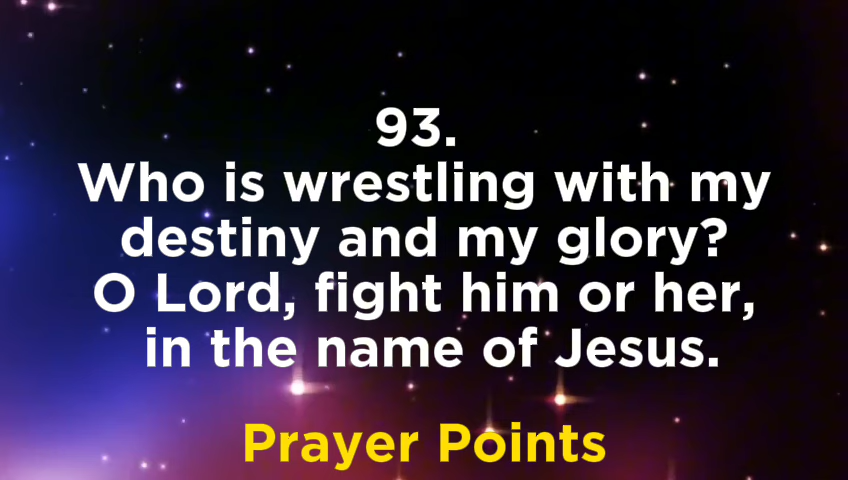 93.
Who is wrestling with my
destiny and my glory?
O Lord, fight him or her,
in the name of Jesus.
Prayer Points